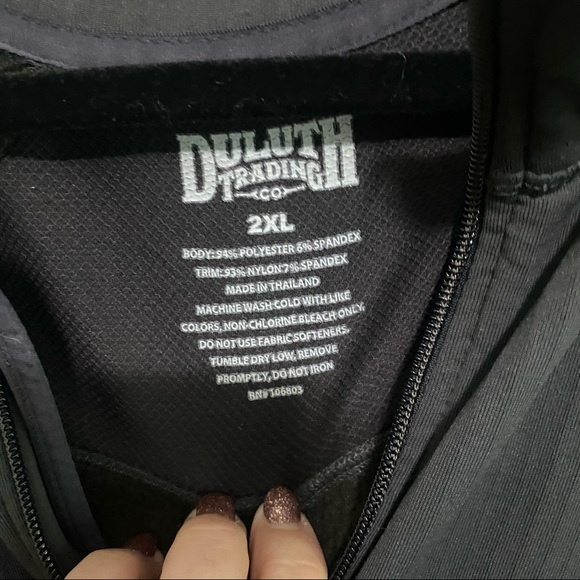 DULUTH
TRADING
CO
2XL
BODY: 94% POLYESTER 6% SPANDEX
TRIM: 93% NYLON 7% SPANDEX
MADE IN THAILAND
MACHINE WASH COLD WITH LIKE
COLORS, NON-CHLORINE BLEACH ONLY,
DO NOT USE FABRIC SOFTENERS.
TUMBLE DRY LOW, REMOVE
PROMPTLY, DO NOT IRON
BN# 106803